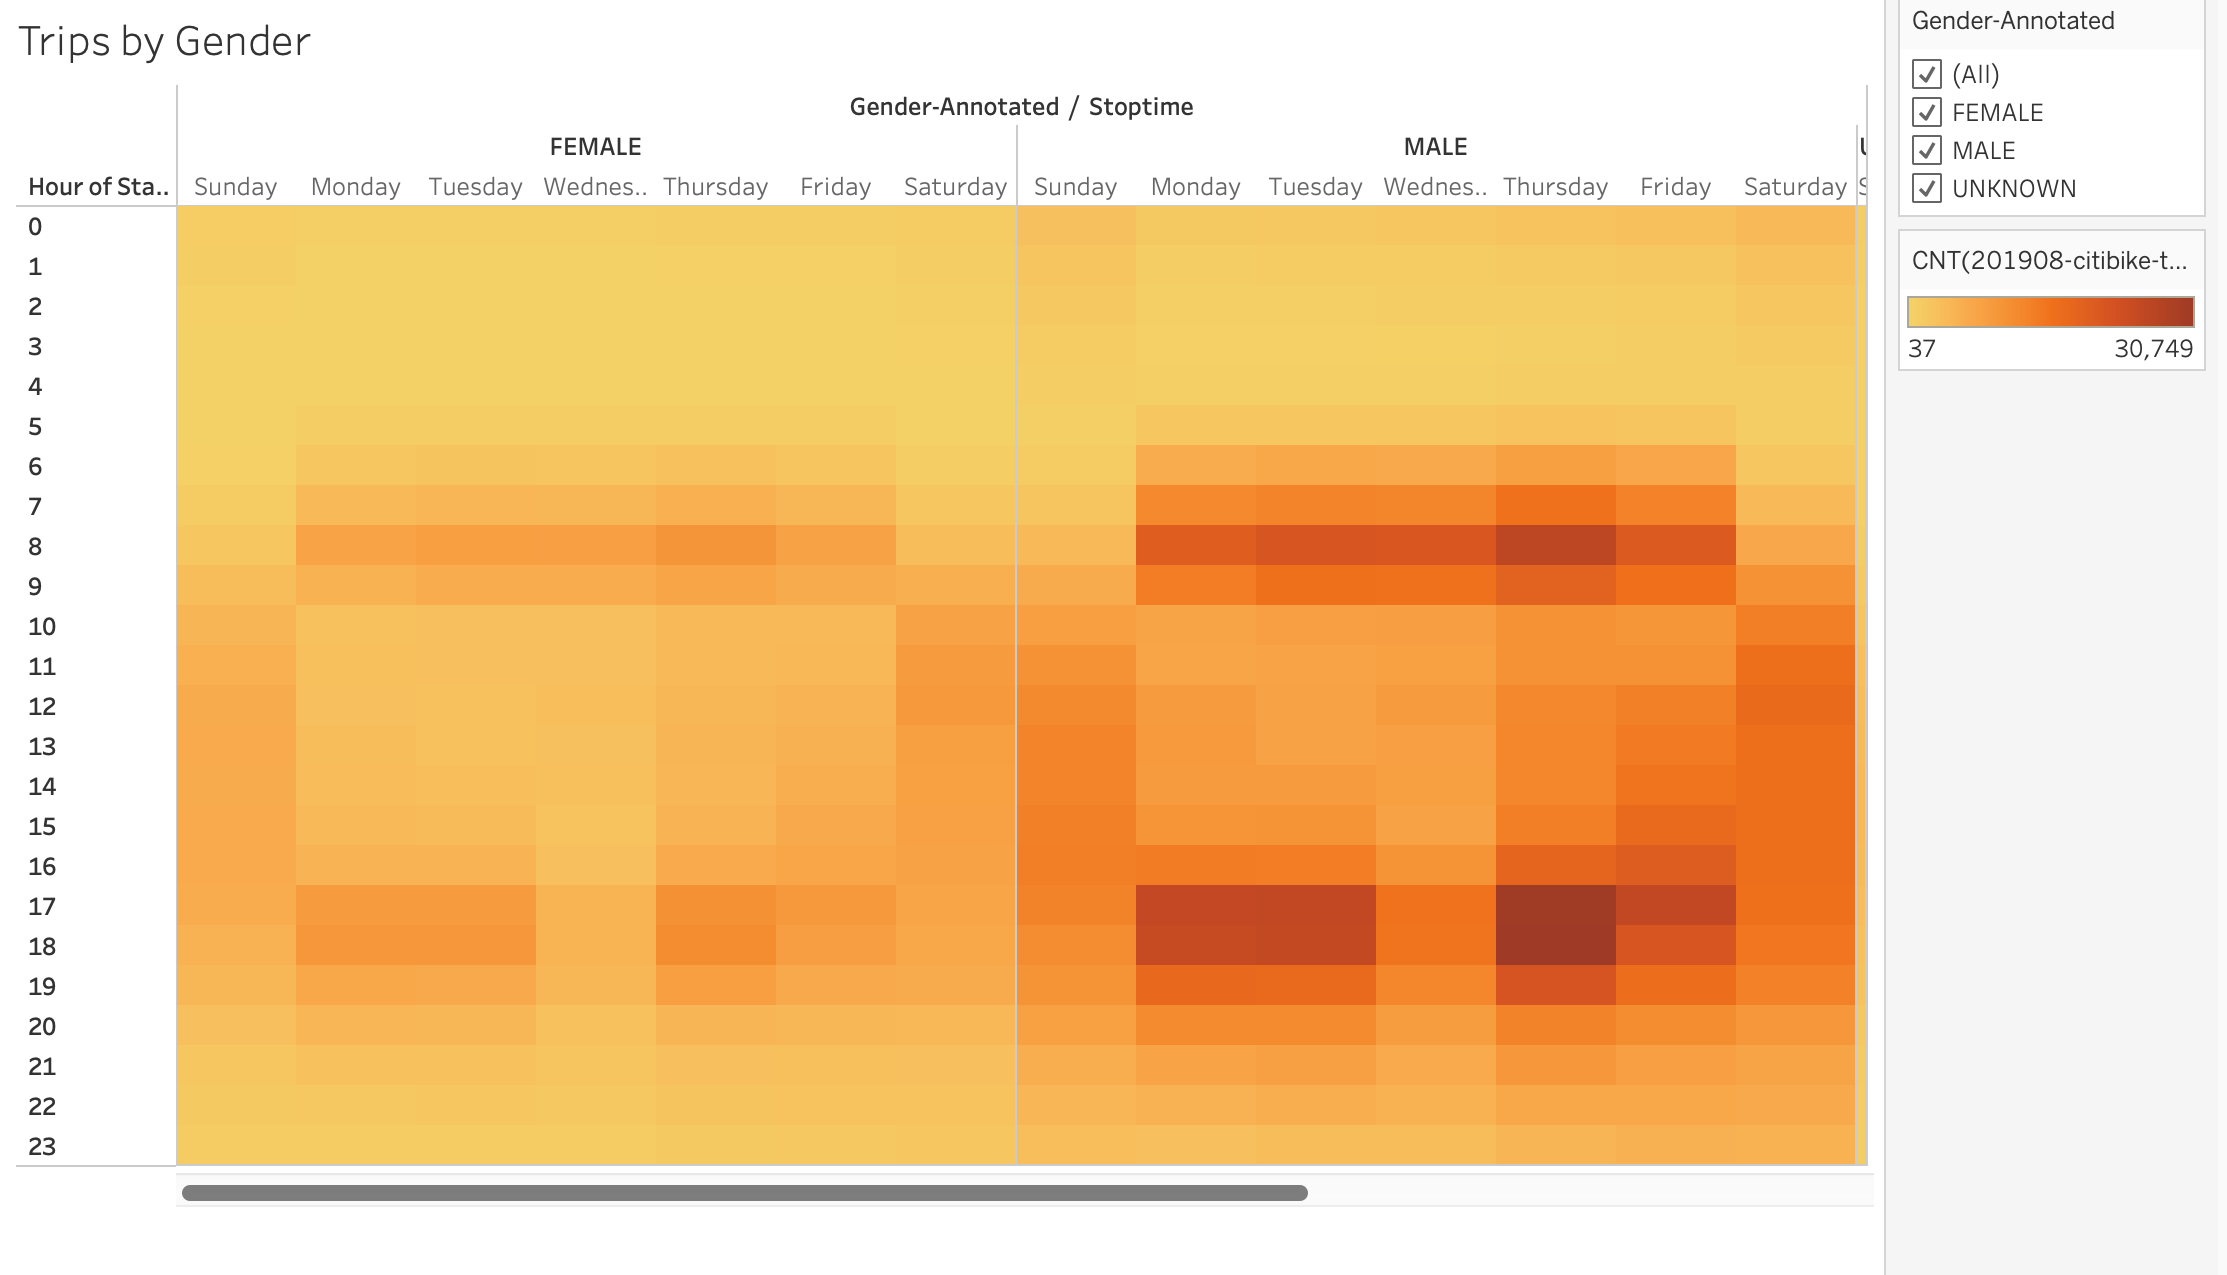 Trips by Gender
Gender-Annotated / Stoptime
FEMALE MALE
Hour of Sta.. Sunday Monday Tuesday Wednes.. Thursday Friday Saturday Sunday Monday Tuesday Wednes.. Thursday Friday Saturday
0
1
2
3
4
5
6
7
8
9
10
11
12
13
14
15
16
17
18
19
20
21
22
23
Gender-Annotated
(All)
FEMALE
MALE
UNKNOWN
CNT(201908-citibike-t...
37 30,749